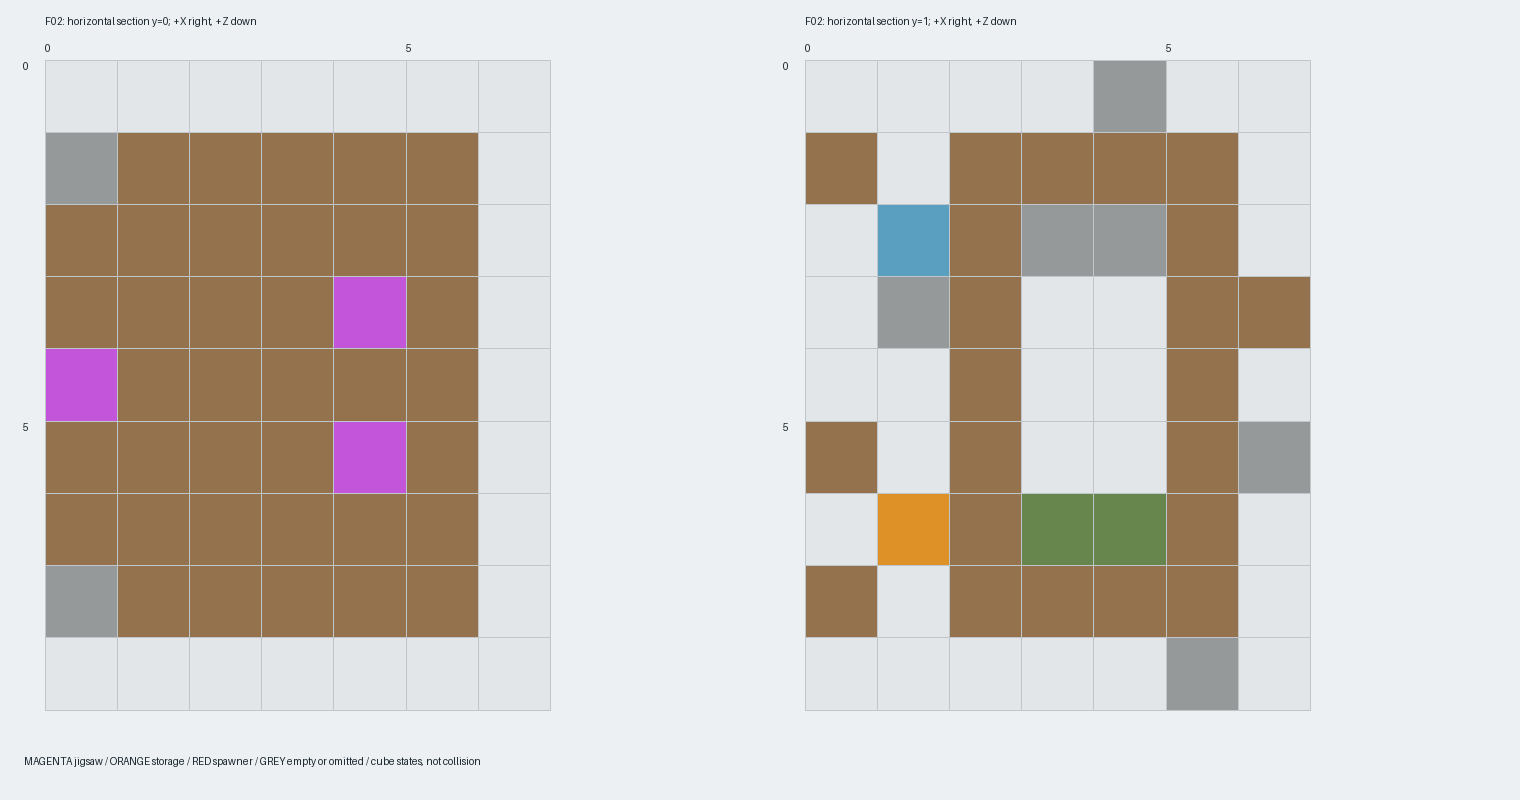 F02: horizontal section y=0; +X right, +Z down
F02: horizontal section y=1; +X right, +Z down
0 5
0 5
0
0
5
5
MAGENTA jigsaw / ORANGE storage / RED spawner / GREY empty or omitted / cube states, not collision